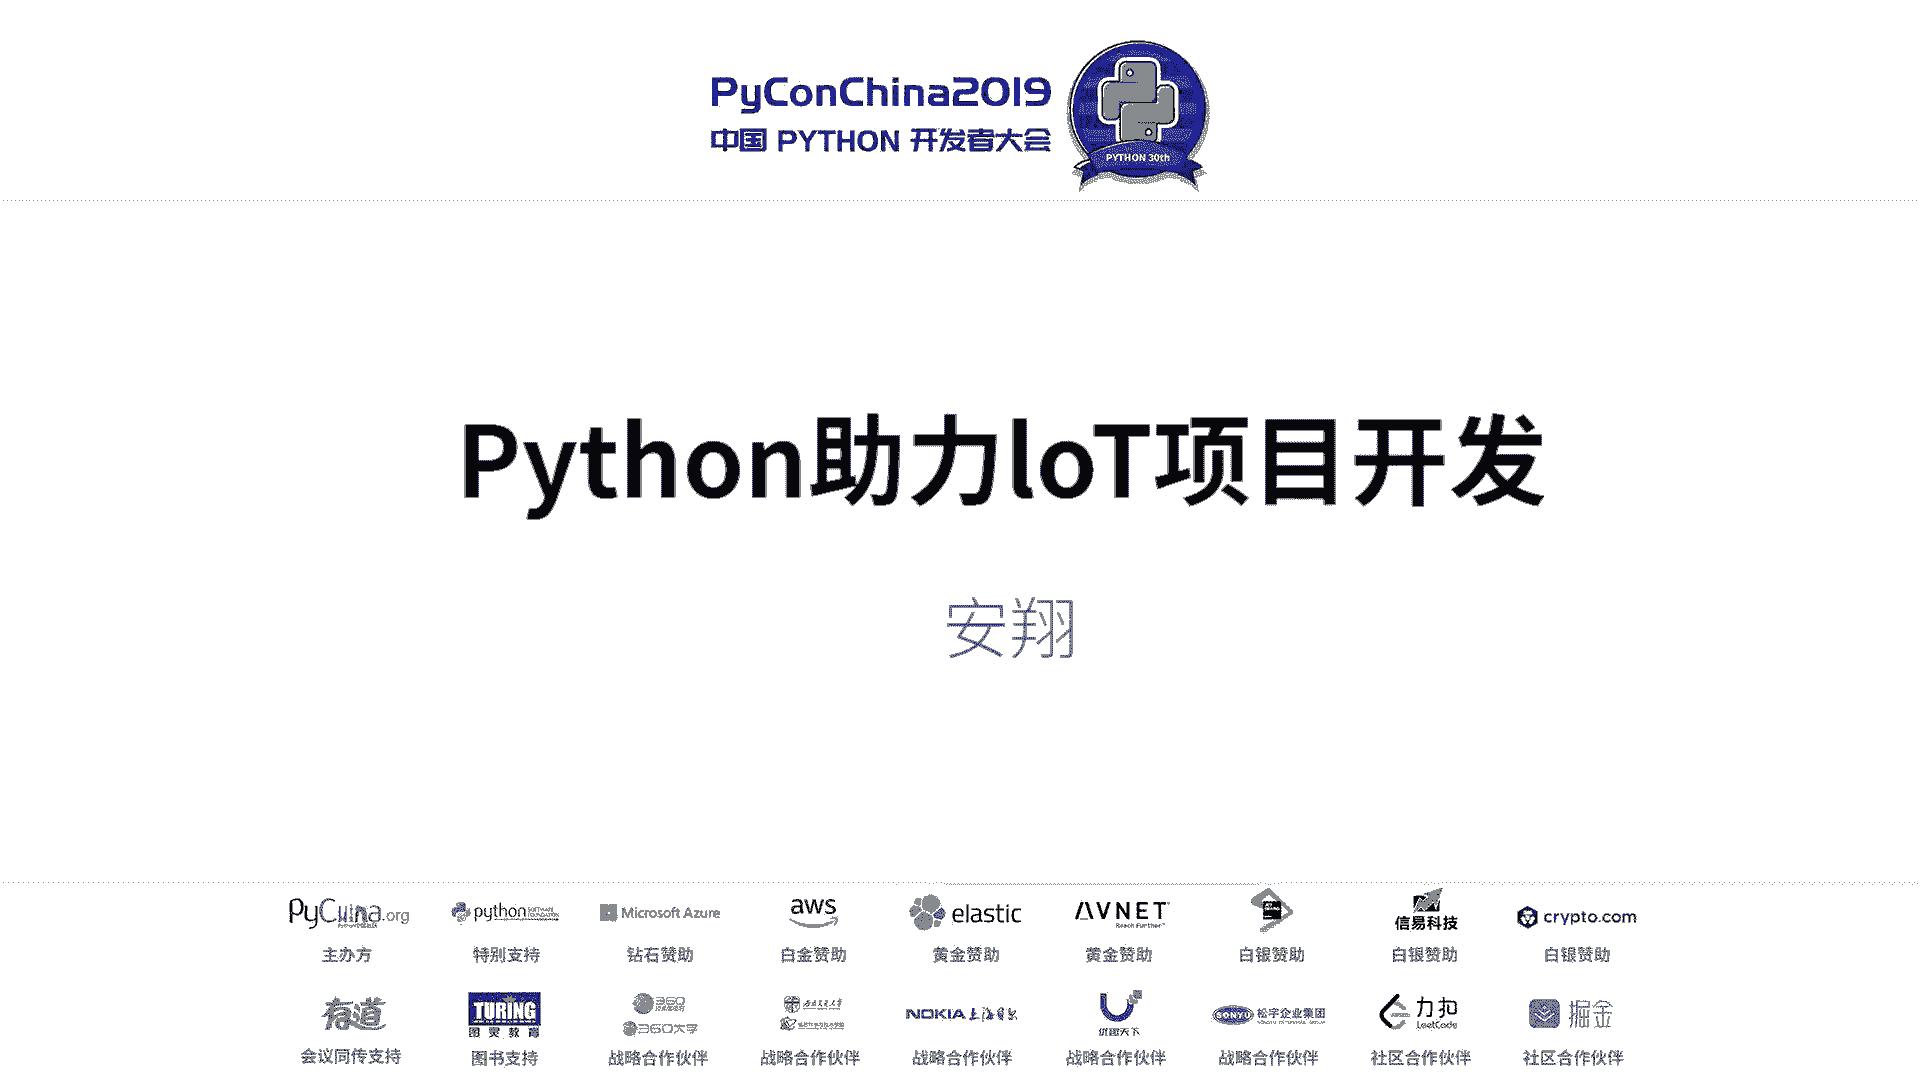 PyConChina2019
中国 PYTHON 开发者大会
PYTHON 30th
Python助力IoT项目开发
安翔
PyChina.org
python
Microsoft Azure
aws
elastic
AVNET
Reach Further™
信易科技
crypto.com
主办方
特别支持
钻石赞助
白金赞助
黄金赞助
黄金赞助
白银赞助
白银赞助
白银赞助
有道
TURING
图灵教育
360
360大学
NOKIA
优图天下
SONYU 松宇企业集团
力扣
LeetCode
掘金
会议同传支持
图书支持
战略合作伙伴
战略合作伙伴
战略合作伙伴
战略合作伙伴
战略合作伙伴
社区合作伙伴
社区合作伙伴